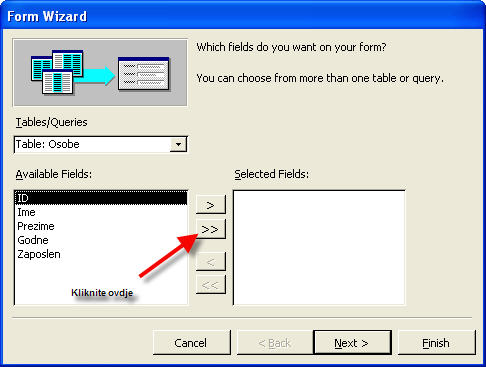 Form Wizard
Which fields do you want on your form?
You can choose from more than one table or query.
Tables/Queries
Table: Osobe
Available Fields:
Selected Fields:
ID
Ime
Prezime
Godne
Zaposlen
>
>>
<
<<
Kliknite ovdje
Cancel
< Back
Next >
Finish